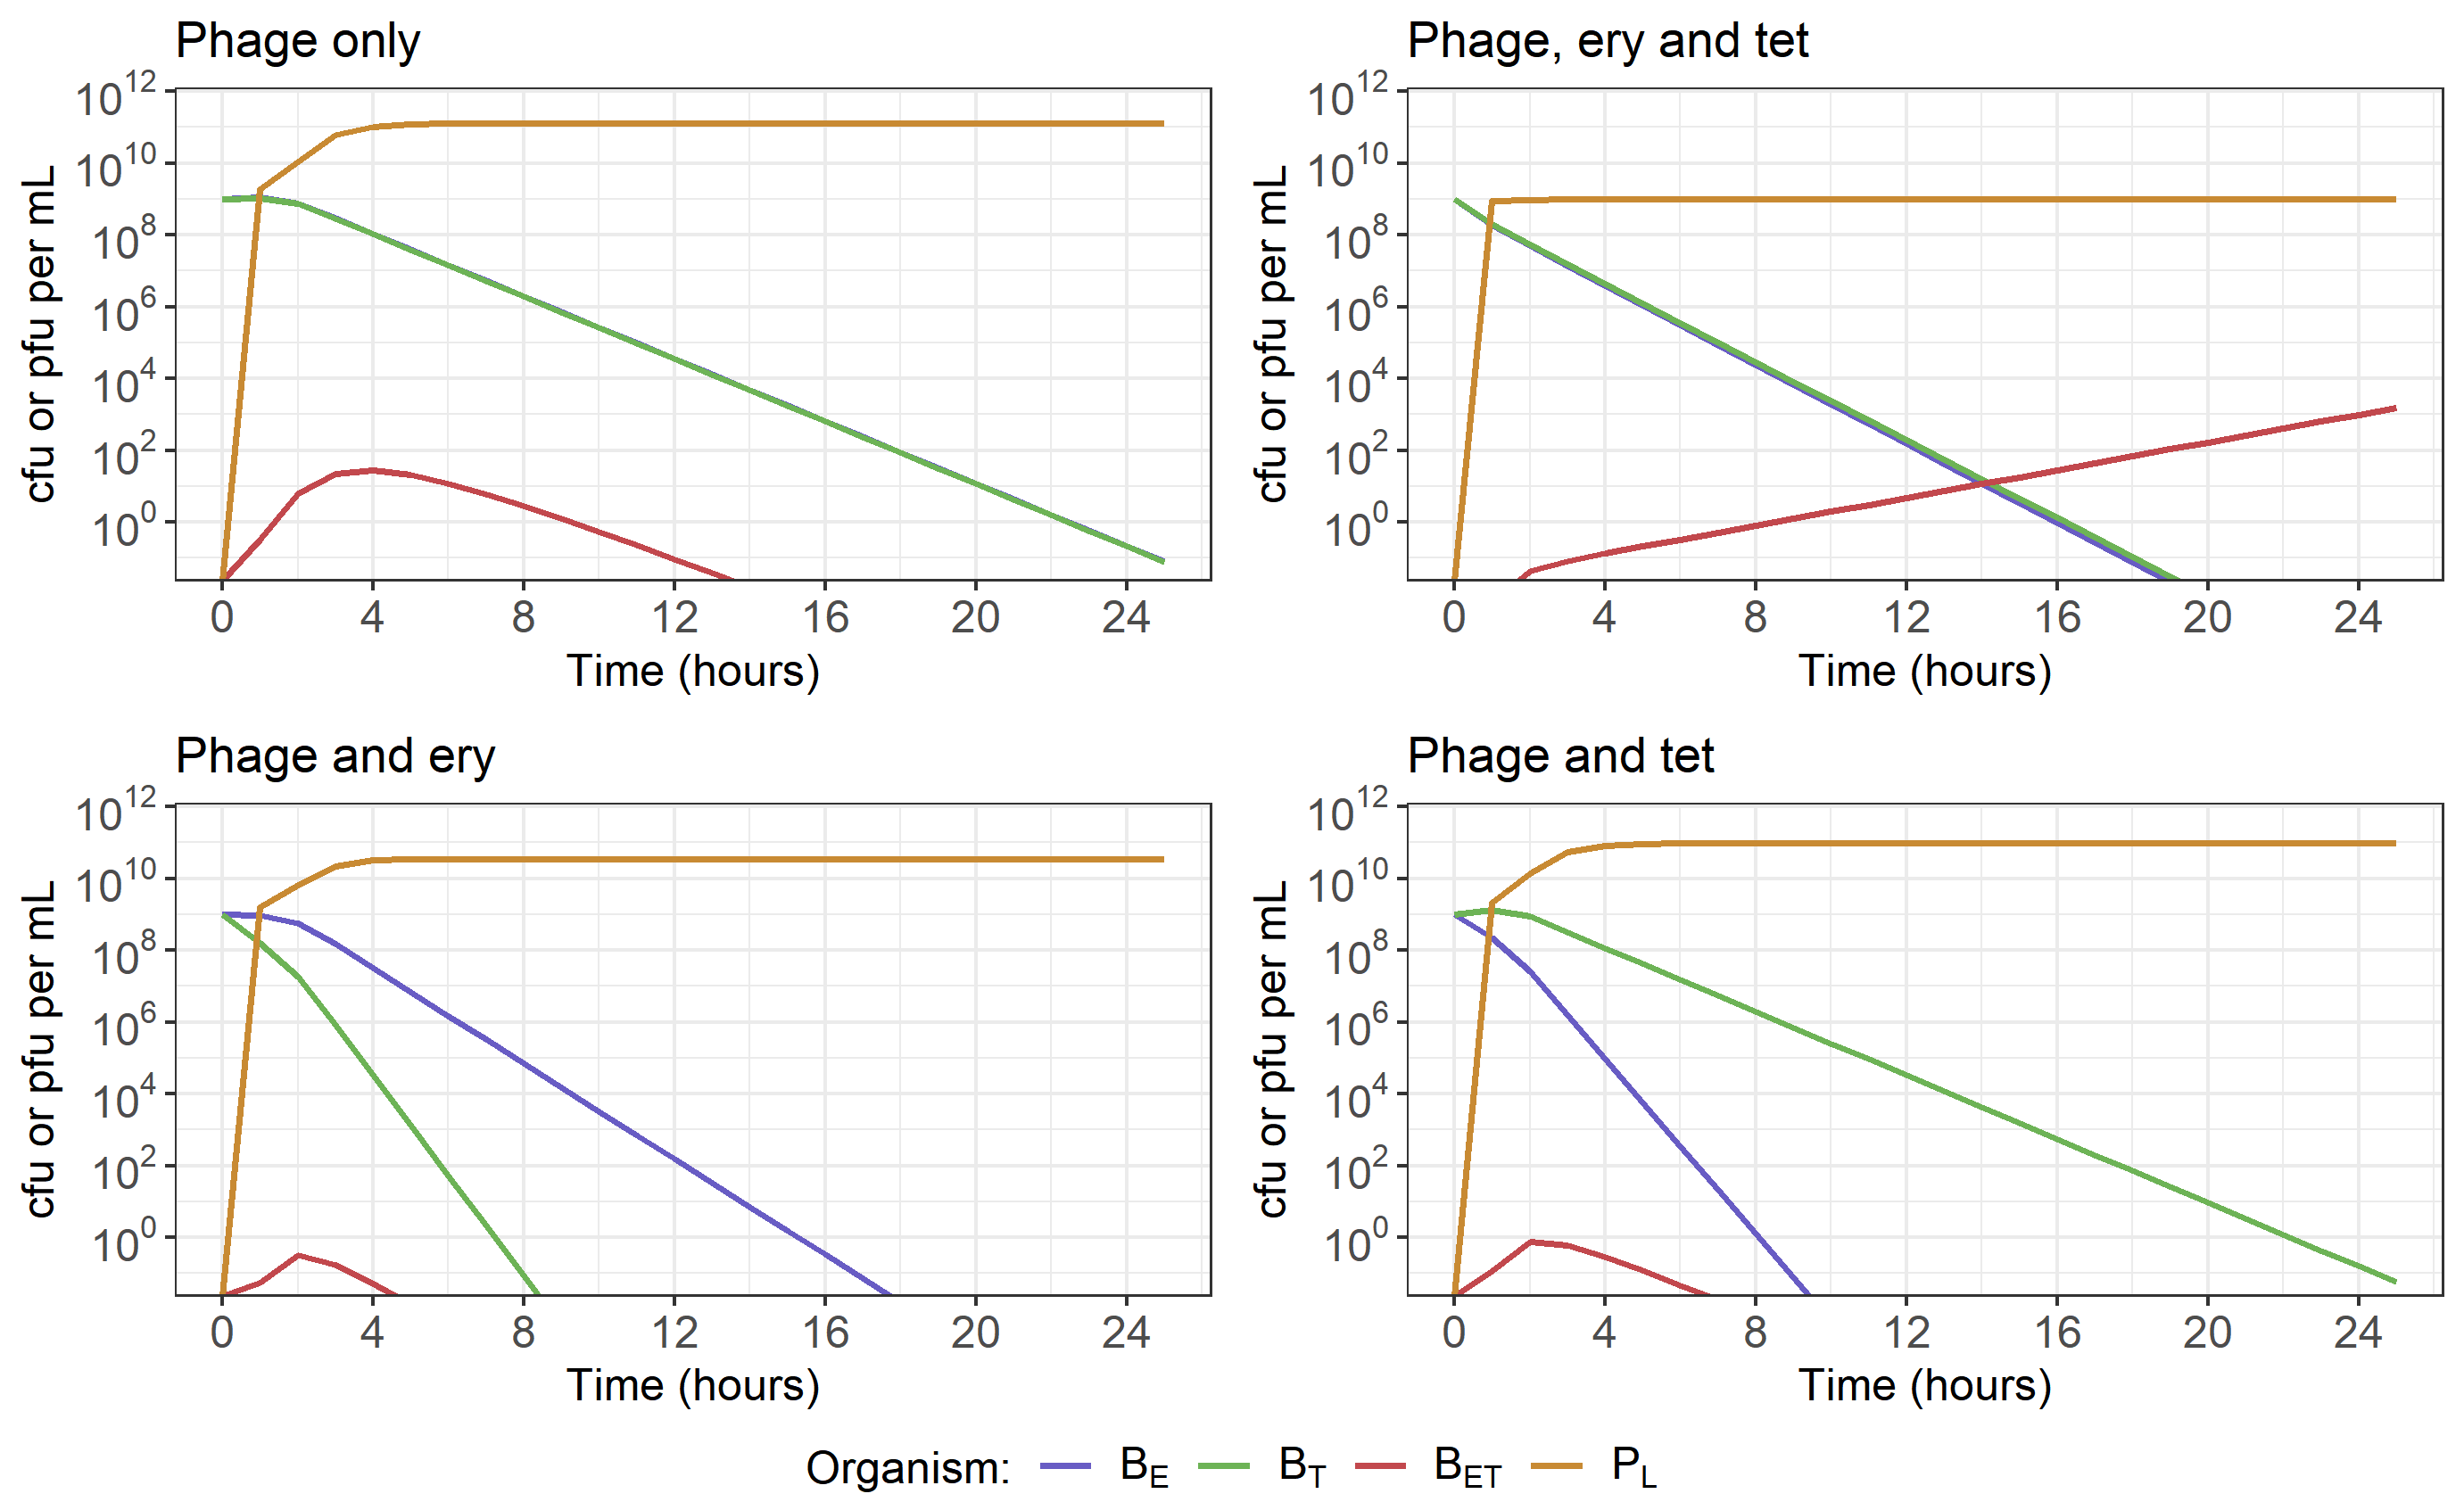 Phage only
cfu or pfu per mL
10^12
10^10
10^8
10^6
10^4
10^2
10^0
0 4 8 12 16 20 24
Time (hours)
Phage, ery and tet
cfu or pfu per mL
10^12
10^10
10^8
10^6
10^4
10^2
10^0
0 4 8 12 16 20 24
Time (hours)
Phage and ery
cfu or pfu per mL
10^12
10^10
10^8
10^6
10^4
10^2
10^0
0 4 8 12 16 20 24
Time (hours)
Phage and tet
cfu or pfu per mL
10^12
10^10
10^8
10^6
10^4
10^2
10^0
0 4 8 12 16 20 24
Time (hours)
Organism: B_E B_T B_ET P_L